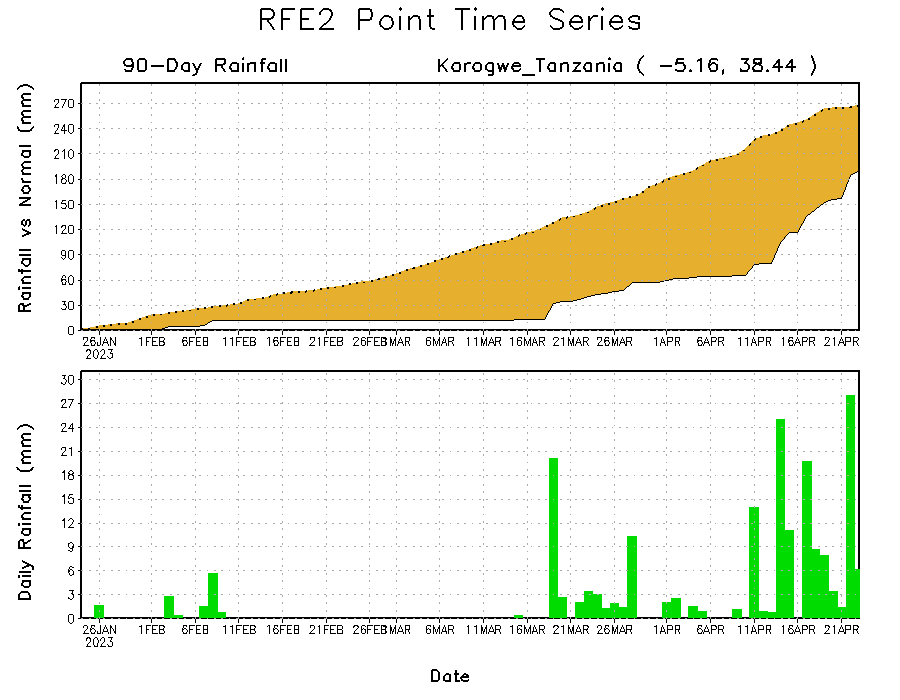 RFE2 Point Time Series
90-Day Rainfall
Karogwe_Tanzania ( -5.16, 38.44 )
Rainfall vs Normal (mm)
270
240
210
180
150
120
90
60
30
0
26JAN 1FEB 6FEB 11FEB 16FEB 21FEB 26FEB 1MAR 6MAR 11MAR 16MAR 21MAR 26MAR 1APR 6APR 11APR 16APR 21APR
2023
Daily Rainfall (mm)
30
27
24
21
18
15
12
9
6
3
0
26JAN 1FEB 6FEB 11FEB 16FEB 21FEB 26FEB 1MAR 6MAR 11MAR 16MAR 21MAR 26MAR 1APR 6APR 11APR 16APR 21APR
2023
Date